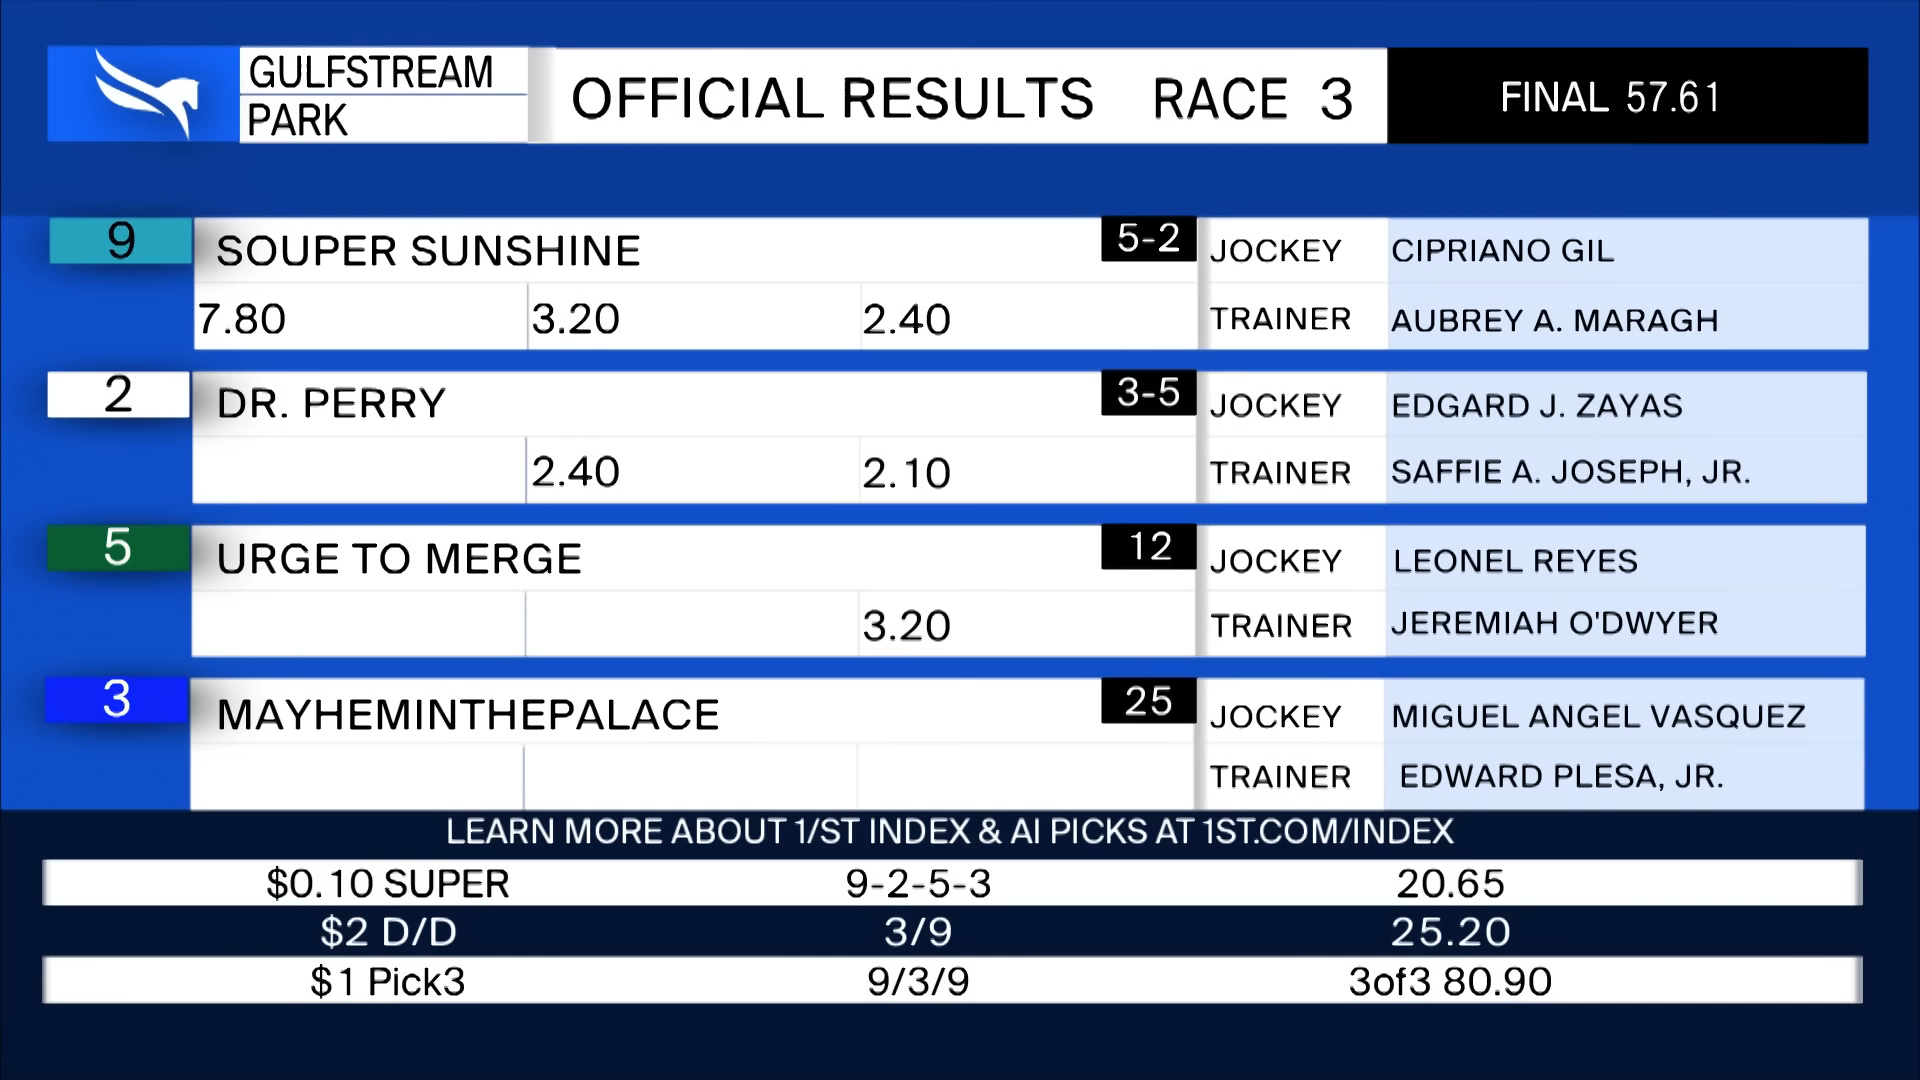 GULFSTREAM
PARK
OFFICIAL RESULTS RACE 3
FINAL 57.61
9 SOUPER SUNSHINE 5-2 JOCKEY CIPRIANO GIL
7.80 3.20 2.40 TRAINER AUBREY A. MARAGH
2 DR. PERRY 3-5 JOCKEY EDGARD J. ZAYAS
2.40 2.10 TRAINER SAFFIE A. JOSEPH, JR.
5 URGE TO MERGE 12 JOCKEY LEONEL REYES
3.20 TRAINER JEREMIAH O'DWYER
3 MAYHEMINTHEPALACE 25 JOCKEY MIGUEL ANGEL VASQUEZ
TRAINER EDWARD PLESA, JR.
LEARN MORE ABOUT 1/ST INDEX & AI PICKS AT 1ST.COM/INDEX
$0.10 SUPER 9-2-5-3 20.65
$2 D/D 3/9 25.20
$1 Pick3 9/3/9 3of3 80.90